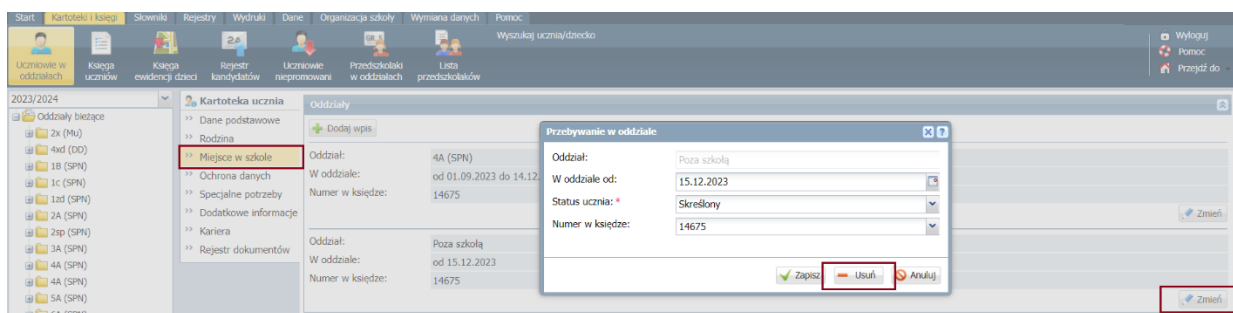 Start Kartoteki i księgi Słowniki Rejestry Wydruki Dane Organizacja szkoły Wymiana danych Pomoc
Uczniowie w oddziałach
Księga uczniów
Księga ewidencji dzieci
Rejestr kandydatów
Uczniowie niepromowani
Przedszkolaki w oddziałach
Lista przedszkolaków
Wyszukaj ucznia/dziecko
Wyloguj
Pomoc
Przejdź do
2023/2024
Oddziały bieżące
2x (Mu)
4xd (DD)
1B (SPN)
1c (SPN)
1zd (SPN)
2A (SPN)
2sp (SPN)
3A (SPN)
4A (SPN)
4A (SPN)
5A (SPN)
Kartoteka ucznia
Dane podstawowe
Rodzina
Miejsce w szkole
Ochrona danych
Specjalne potrzeby
Dodatkowe informacje
Kariera
Rejestr dokumentów
Oddziały
Dodaj wpis
Oddział: 4A (SPN)
W oddziale: od 01.09.2023 do 14.12.
Numer w księdze: 14675
Zmień
Oddział: Poza szkołą
W oddziale: od 15.12.2023
Numer w księdze: 14675
Zmień
Przebywanie w oddziale
Oddział: Poza szkołą
W oddziale od: 15.12.2023
Status ucznia: * Skreślony
Numer w księdze: 14675
Zapisz Usuń Anuluj